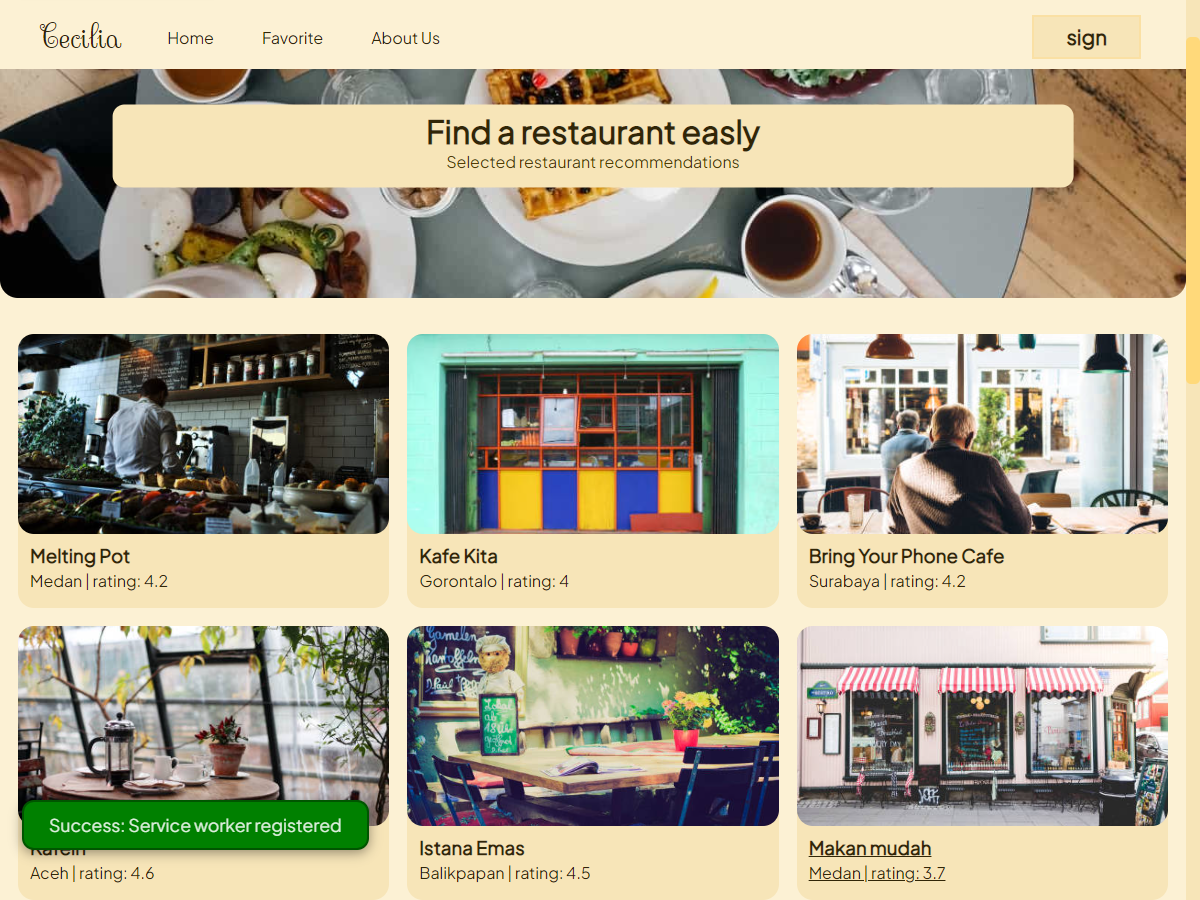 Cecilia
Home
Favorite
About Us
sign
Find a restaurant easly
Selected restaurant recommendations
Melting Pot
Medan | rating: 4.2
Kafe Kita
Gorontalo | rating: 4
Bring Your Phone Cafe
Surabaya | rating: 4.2
Success: Service worker registered
Kafein
Aceh | rating: 4.6
Istana Emas
Balikpapan | rating: 4.5
BISTRO
Makan mudah
Medan | rating: 3.7